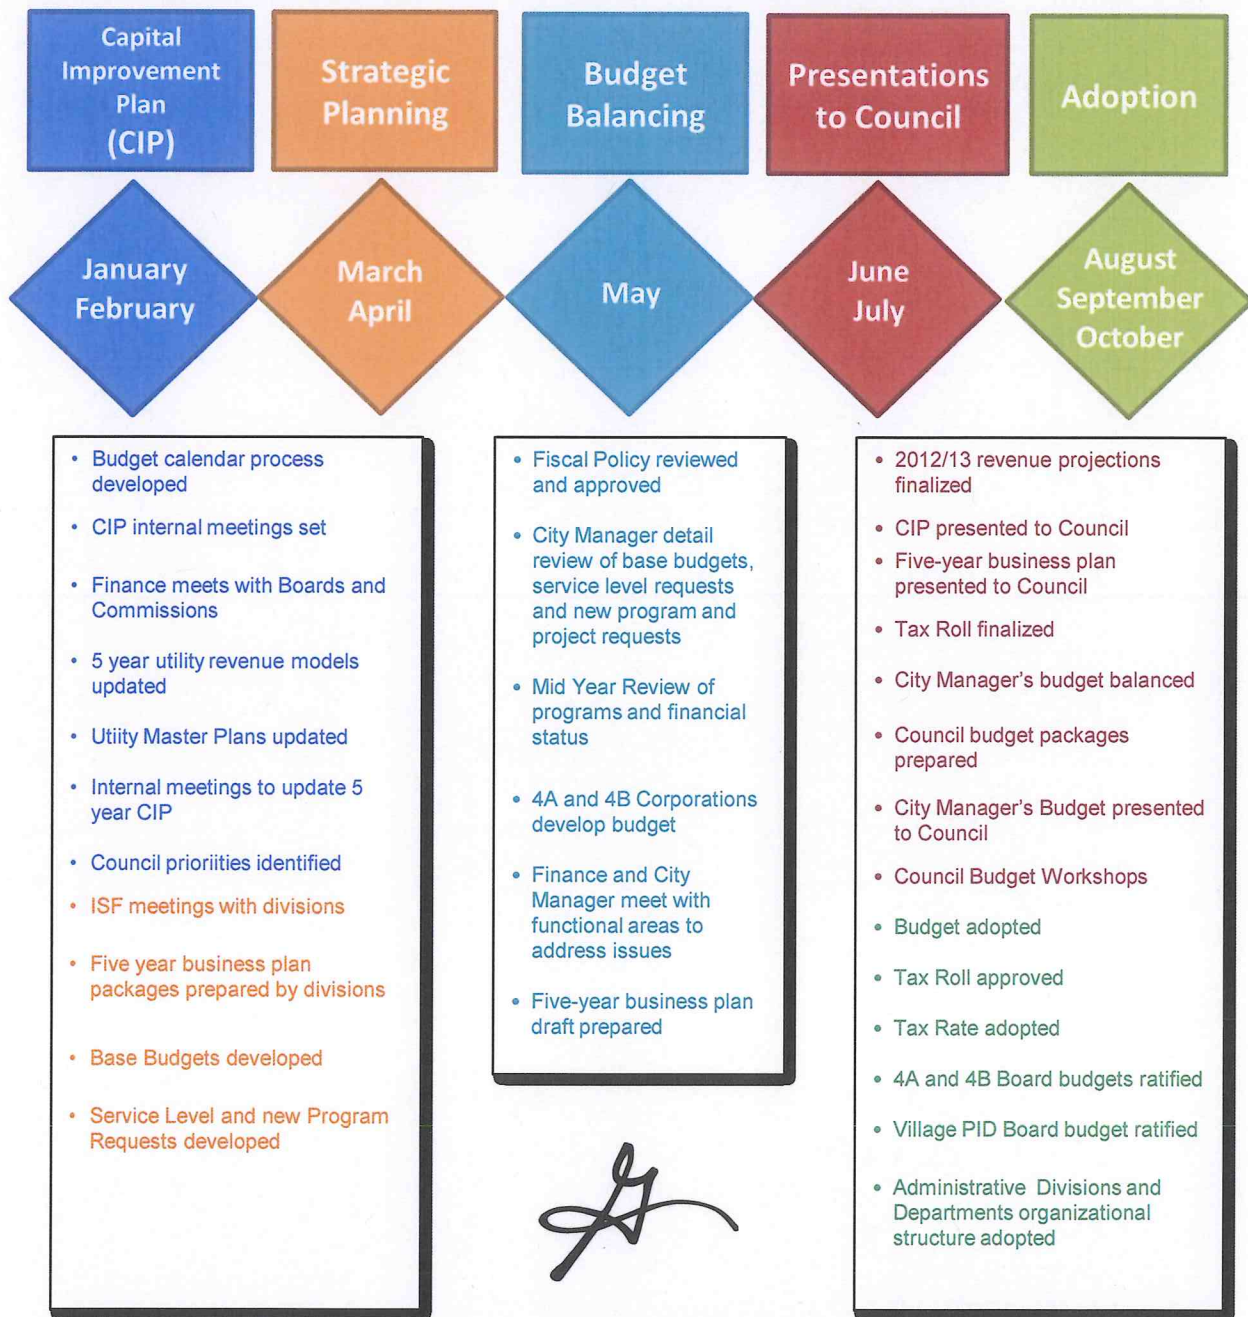 Capital
Improvement
Plan
(CIP)
Strategic
Planning
Budget
Balancing
Presentations
to Council
Adoption
January
February
March
April
May
June
July
August
September
October
• Budget calendar process
developed
• CIP internal meetings set
• Finance meets with Boards and
Commissions
• 5 year utility revenue models
updated
• Utiity Master Plans updated
• Internal meetings to update 5
year CIP
• Council prioriities identified
• ISF meetings with divisions
• Five year business plan
packages prepared by divisions
• Base Budgets developed
• Service Level and new Program
Requests developed
• Fiscal Policy reviewed
and approved
• City Manager detail
review of base budgets,
service level requests
and new program and
project requests
• Mid Year Review of
programs and financial
status
• 4A and 4B Corporations
develop budget
• Finance and City
Manager meet with
functional areas to
address issues
• Five-year business plan
draft prepared
• 2012/13 revenue projections
finalized
• CIP presented to Council
• Five-year business plan
presented to Council
• Tax Roll finalized
• City Manager's budget balanced
• Council budget packages
prepared
• City Manager's Budget presented
to Council
• Council Budget Workshops
• Budget adopted
• Tax Roll approved
• Tax Rate adopted
• 4A and 4B Board budgets ratified
• Village PID Board budget ratified
• Administrative Divisions and
Departments organizational
structure adopted